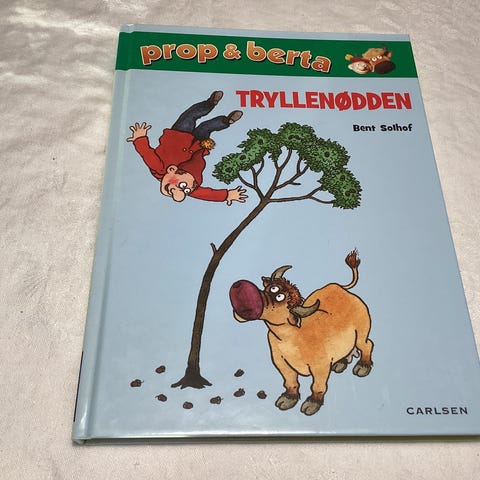 prop & berta
TRYLLENØDDEN
Bent Solhof
CARLSEN